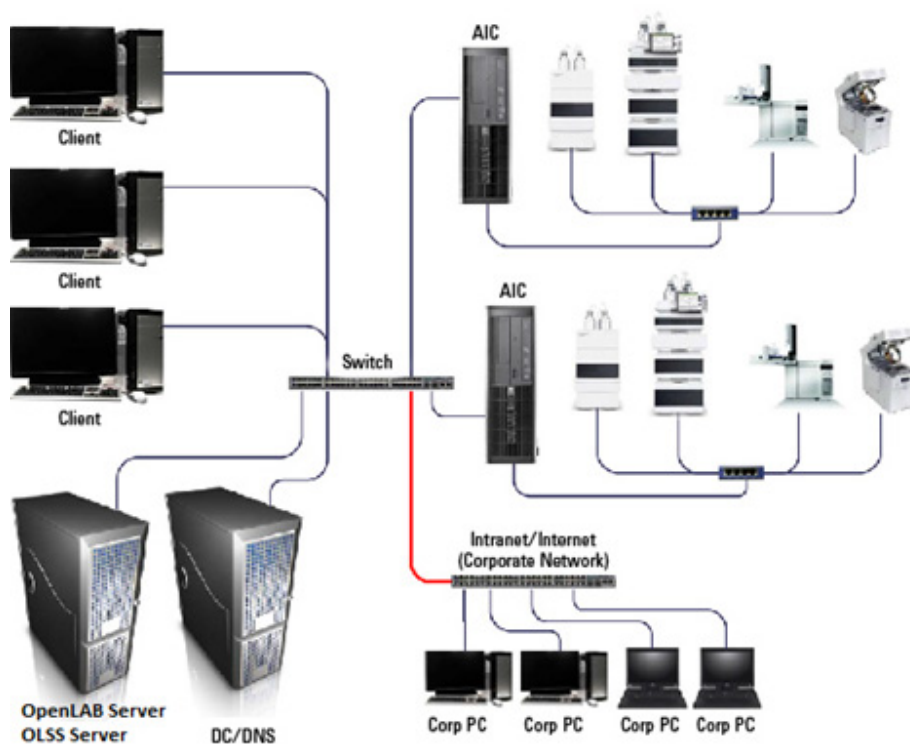 AIC
Client
Client
AIC
Switch
Client
Intranet/Internet
(Corporate Network)
OpenLAB Server
OLSS Server
DC/DNS
Corp PC
Corp PC
Corp PC
Corp PC